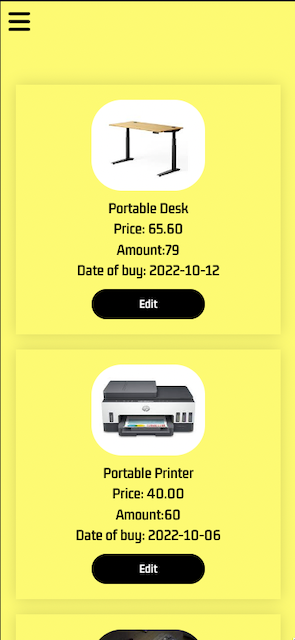 Portable Desk
Price: 65.60
Amount:79
Date of buy: 2022-10-12
Edit
Portable Printer
Price: 40.00
Amount:60
Date of buy: 2022-10-06
Edit